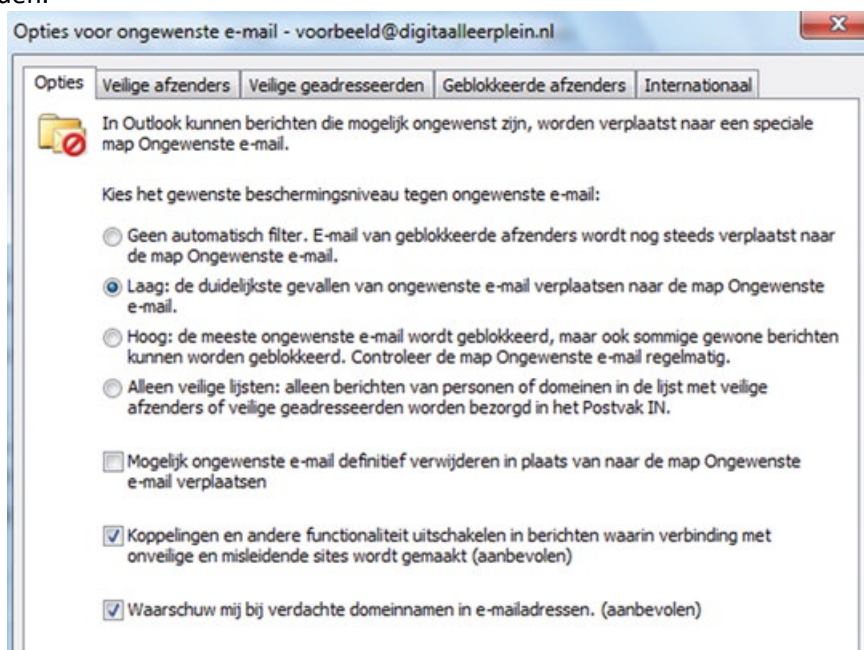 Opties voor ongewenste e-mail - voorbeeld@digitaalleerplein.nl
Opties Veilige afzenders Veilige geadresseerden Geblokkeerde afzenders Internationaal
In Outlook kunnen berichten die mogelijk ongewenst zijn, worden verplaatst naar een speciale
map Ongewenste e-mail.
Kies het gewenste beschermingsniveau tegen ongewenste e-mail:
Geen automatisch filter. E-mail van geblokkeerde afzenders wordt nog steeds verplaatst naar
de map Ongewenste e-mail.
Laag: de duidelijkste gevallen van ongewenste e-mail verplaatsen naar de map Ongewenste
e-mail.
Hoog: de meeste ongewenste e-mail wordt geblokkeerd, maar ook sommige gewone berichten
kunnen worden geblokkeerd. Controleer de map Ongewenste e-mail regelmatig.
Alleen veilige lijsten: alleen berichten van personen of domeinen in de lijst met veilige
afzenders of veilige geadresseerden worden bezorgd in het Postvak IN.
Mogelijk ongewenste e-mail definitief verwijderen in plaats van naar de map Ongewenste
e-mail verplaatsen
Koppelingen en andere functionaliteit uitschakelen in berichten waarin verbinding met
onveilige en misleidende sites wordt gemaakt (aanbevolen)
Waarschuw mij bij verdachte domeinnamen in e-mailadressen. (aanbevolen)